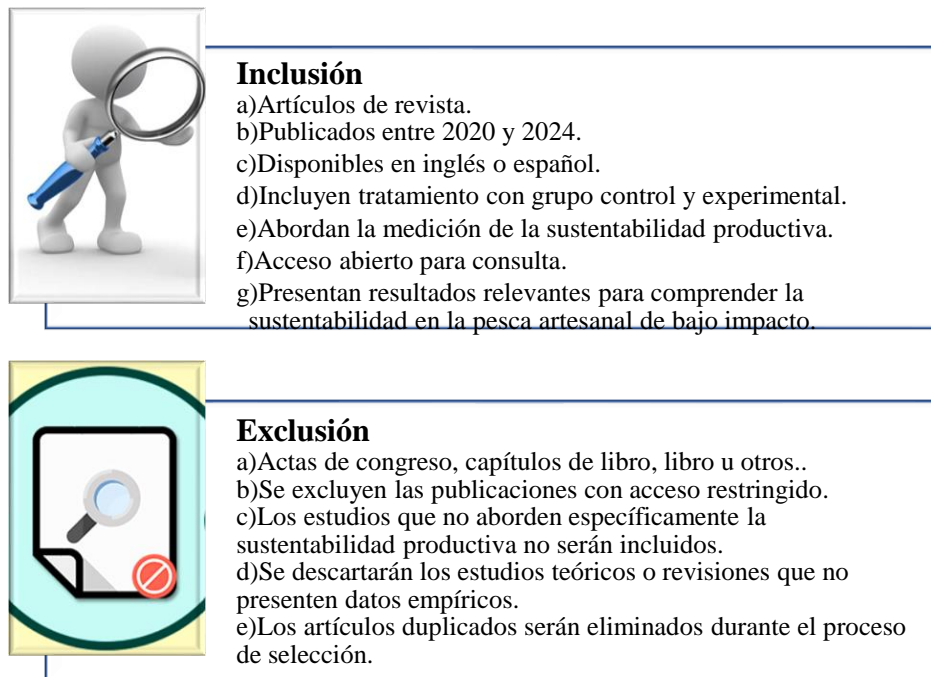 Inclusión
a)Artículos de revista.
b)Publicados entre 2020 y 2024.
c)Disponibles en inglés o español.
d)Incluyen tratamiento con grupo control y experimental.
e)Abordan la medición de la sustentabilidad productiva.
f)Acceso abierto para consulta.
g)Presentan resultados relevantes para comprender la
sustentabilidad en la pesca artesanal de bajo impacto.
Exclusión
a)Actas de congreso, capítulos de libro, libro u otros..
b)Se excluyen las publicaciones con acceso restringido.
c)Los estudios que no aborden específicamente la
sustentabilidad productiva no serán incluidos.
d)Se descartarán los estudios teóricos o revisiones que no
presenten datos empíricos.
e)Los artículos duplicados serán eliminados durante el proceso
de selección.